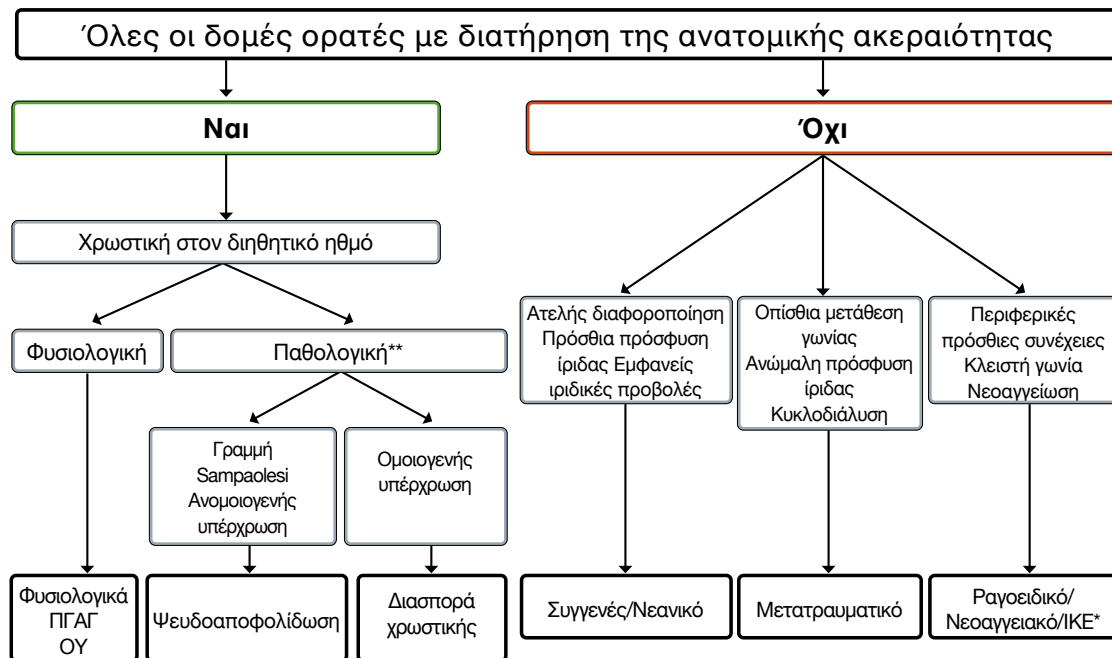 Όλες οι δομές ορατές με διατήρηση της ανατομικής ακεραιότητας
Ναι
Όχι
Χρωστική στον διηθητικό ηθμό
Φυσιολογική
Παθολογική**
Ατελής διαφοροποίηση
Πρόσθια πρόσφυση
ίριδας Εμφανείς
ιριδικές προβολές
Οπίσθια μετάθεση
γωνίας
Ανώμαλη πρόσφυση
ίριδας
Κυκλοδιάλυση
Περιφερικές
πρόσθιες συνέχειες
Κλειστή γωνία
Νεοαγγείωση
Γραμμή
Sampaolesi
Ανομοιογενής
υπέρχρωση
Ομοιογενής
υπέρχρωση
Φυσιολογικά
ΠΓΑΓ
ΟΥ
Ψευδοαποφολίδωση
Διασπορά
χρωστικής
Συγγενές/Νεανικό
Μετατραυματικό
Ραγοειδικό/
Νεοαγγειακό/ΙΚΕ*